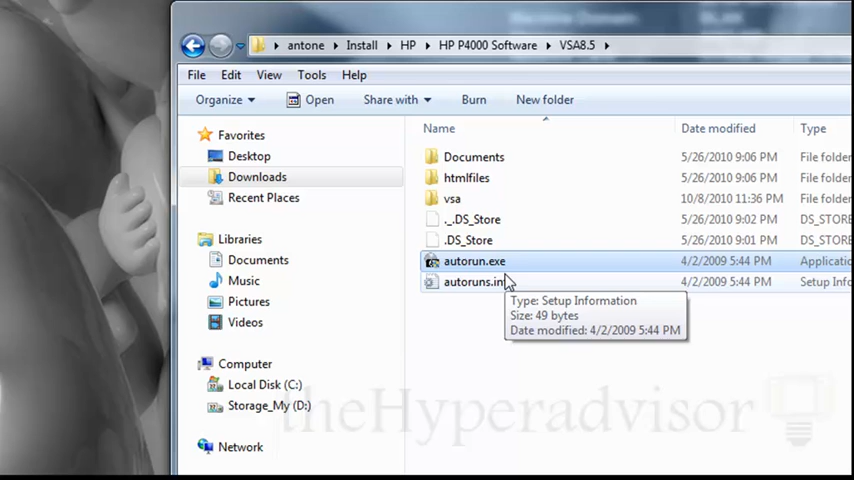 antone ▸ Install ▸ HP ▸ HP P4000 Software ▸ VSA8.5 ▸
File Edit View Tools Help
Organize Open Share with Burn New folder
Name Date modified Type
Favorites
Desktop
Downloads
Recent Places
Libraries
Documents
Music
Pictures
Videos
Computer
Local Disk (C:)
Storage_My (D:)
Network
Documents 5/26/2010 9:06 PM File folder
htmlfiles 5/26/2010 9:06 PM File folder
vsa 10/8/2010 11:36 PM File folder
._.DS_Store 5/26/2010 9:02 PM DS_STORE
.DS_Store 5/26/2010 9:01 PM DS_STORE
autorun.exe 4/2/2009 5:44 PM Applicatio
autoruns.inf 4/2/2009 5:44 PM Setup Info
Type: Setup Information
Size: 49 bytes
Date modified: 4/2/2009 5:44 PM
theHyperadvisor